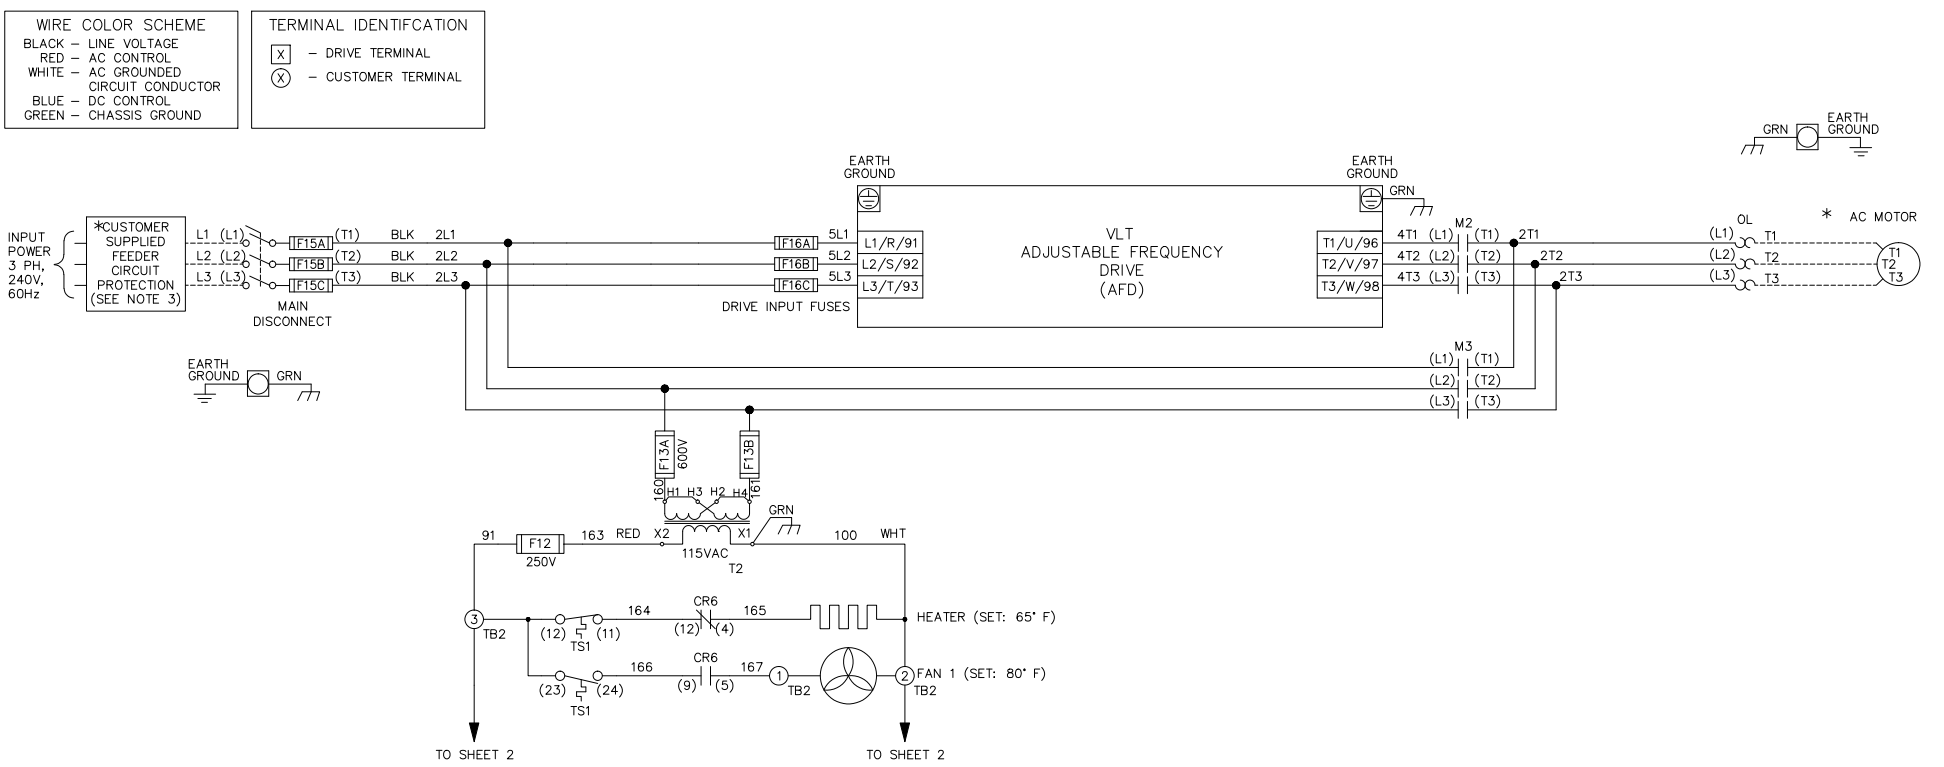 WIRE COLOR SCHEME
BLACK – LINE VOLTAGE
RED – AC CONTROL
WHITE – AC GROUNDED
CIRCUIT CONDUCTOR
BLUE – DC CONTROL
GREEN – CHASSIS GROUND
TERMINAL IDENTIFCATION
X – DRIVE TERMINAL
X – CUSTOMER TERMINAL
GRN
EARTH
GROUND
EARTH
GROUND
EARTH
GROUND
GRN
INPUT
POWER
3 PH,
240V,
60Hz
*CUSTOMER
SUPPLIED
FEEDER
CIRCUIT
PROTECTION
(SEE NOTE 3)
L1 (L1) F15A (T1) BLK 2L1 F16A 5L1 L1/R/91
L2 (L2) F15B (T2) BLK 2L2 F16B 5L2 L2/S/92
L3 (L3) F15C (T3) BLK 2L3 F16C 5L3 L3/T/93
MAIN
DISCONNECT
DRIVE INPUT FUSES
VLT
ADJUSTABLE FREQUENCY
DRIVE
(AFD)
M2
OL
* AC MOTOR
T1/U/96 4T1 (L1) (T1) 2T1 (L1) T1 T1
T2/V/97 4T2 (L2) (T2) 2T2 (L2) T2 T2
T3/W/98 4T3 (L3) (T3) 2T3 (L3) T3 T3
M3
(L1) (T1)
(L2) (T2)
(L3) (T3)
EARTH
GROUND
GRN
F13A
600V
F13B
160
161
H1 H3 H2 H4
GRN
91 F12 163 RED X2 X1 100 WHT
250V
115VAC
T2
3
TB2
(12) (11)
TS1
164
CR6
(12) (4)
165
HEATER (SET: 65° F)
(23) (24)
TS1
166
CR6
(9) (5)
167
1
TB2
2
TB2
FAN 1 (SET: 80° F)
TO SHEET 2
TO SHEET 2